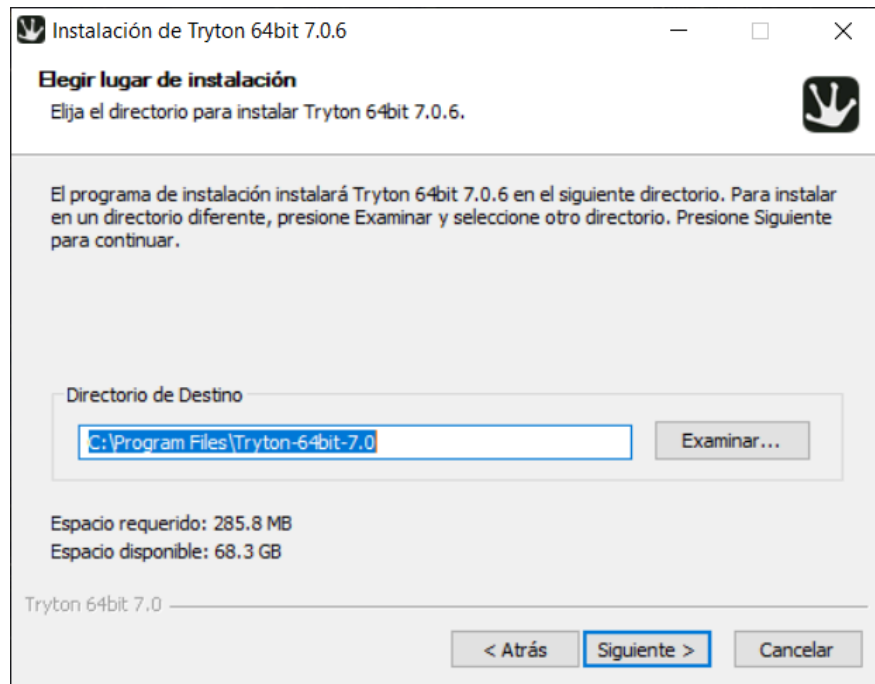 Instalación de Tryton 64bit 7.0.6
Elegir lugar de instalación
Elija el directorio para instalar Tryton 64bit 7.0.6.
El programa de instalación instalará Tryton 64bit 7.0.6 en el siguiente directorio. Para instalar
en un directorio diferente, presione Examinar y seleccione otro directorio. Presione Siguiente
para continuar.
Directorio de Destino
C:\Program Files\Tryton-64bit-7.0
Examinar...
Espacio requerido: 285.8 MB
Espacio disponible: 68.3 GB
Tryton 64bit 7.0
< Atrás
Siguiente >
Cancelar